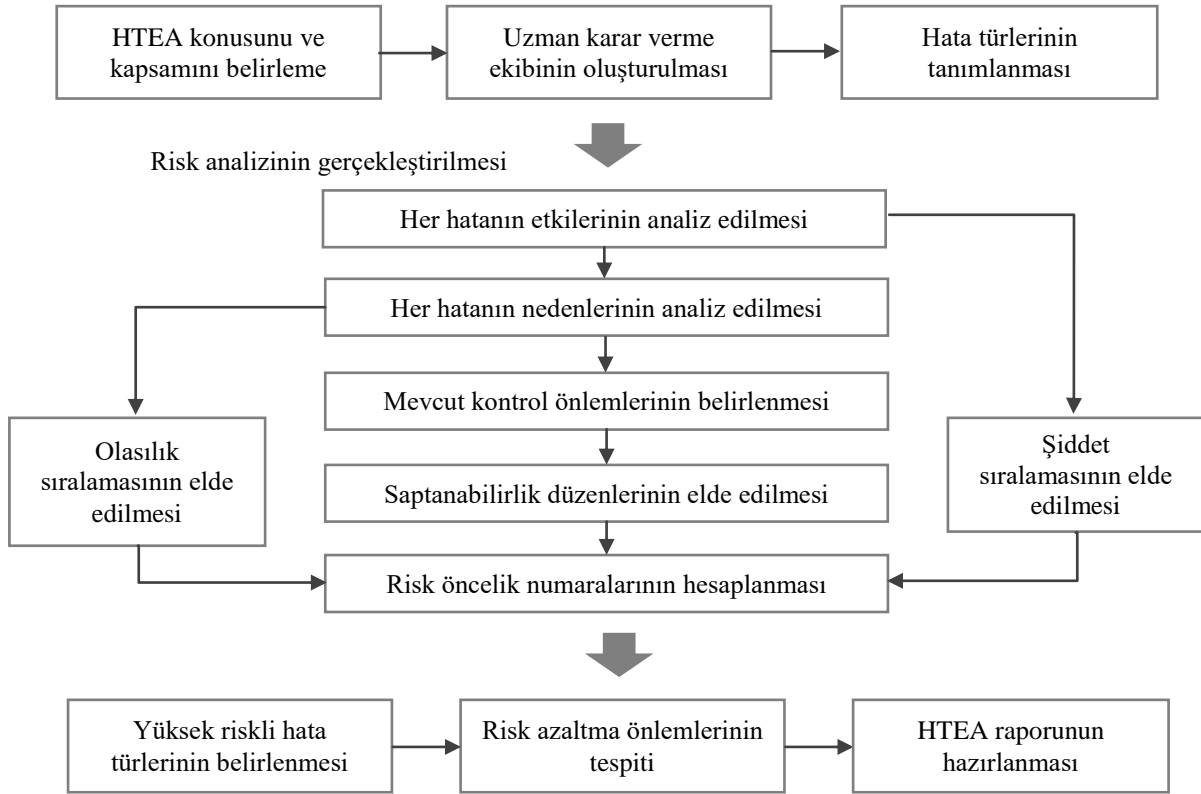 HTEA konusunu ve
kapsamını belirleme
Uzman karar verme
ekibinin oluşturulması
Hata türlerinin
tanımlanması
Risk analizinin gerçekleştirilmesi
Her hatanın etkilerinin analiz edilmesi
Her hatanın nedenlerinin analiz edilmesi
Mevcut kontrol önlemlerinin belirlenmesi
Olasılık
sıralamasının elde
edilmesi
Saptanabilirlik düzenlerinin elde edilmesi
Şiddet
sıralamasının elde
edilmesi
Risk öncelik numaralarının hesaplanması
Yüksek riskli hata
türlerinin belirlenmesi
Risk azaltma önlemlerinin
tespiti
HTEA raporunun
hazırlanması